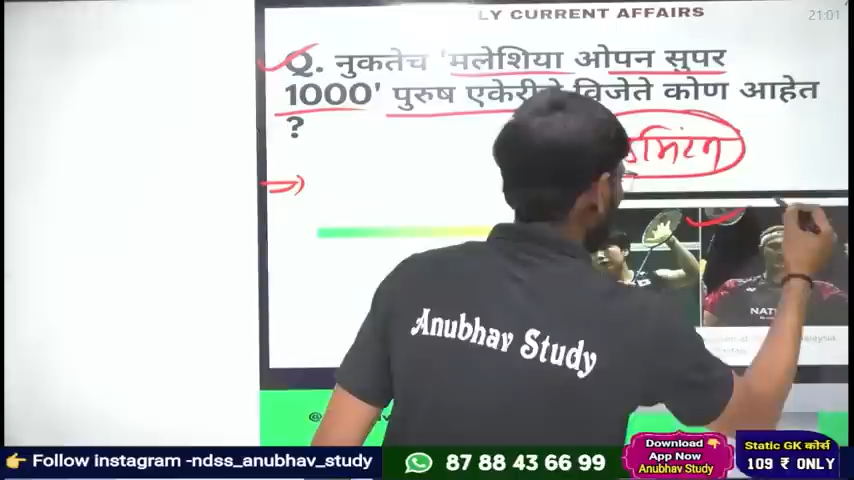 LY CURRENT AFFAIRS
21:01
Q. नुकतेच 'मलेशिया ओपन सुपर
1000' पुरुष एकेरीचे विजेते कोण आहेत
?
Anubhav Study
👉 Follow instagram -ndss_anubhav_study
87 88 43 66 99
Download
App Now
Anubhav Study
Static GK कोर्स
109 ₹ ONLY